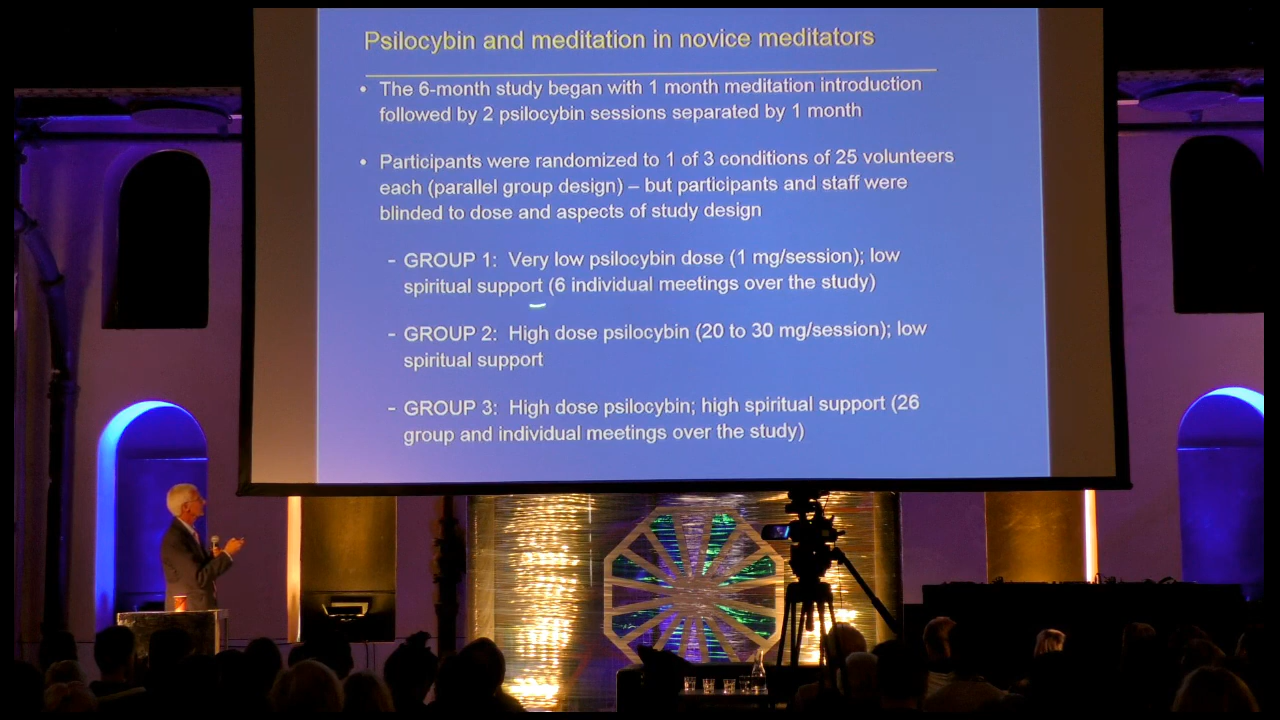 Psilocybin and meditation in novice meditators
• The 6-month study began with 1 month meditation introduction
followed by 2 psilocybin sessions separated by 1 month
• Participants were randomized to 1 of 3 conditions of 25 volunteers
each (parallel group design) – but participants and staff were
blinded to dose and aspects of study design
- GROUP 1: Very low psilocybin dose (1 mg/session); low
spiritual support (6 individual meetings over the study)
- GROUP 2: High dose psilocybin (20 to 30 mg/session); low
spiritual support
- GROUP 3: High dose psilocybin; high spiritual support (26
group and individual meetings over the study)